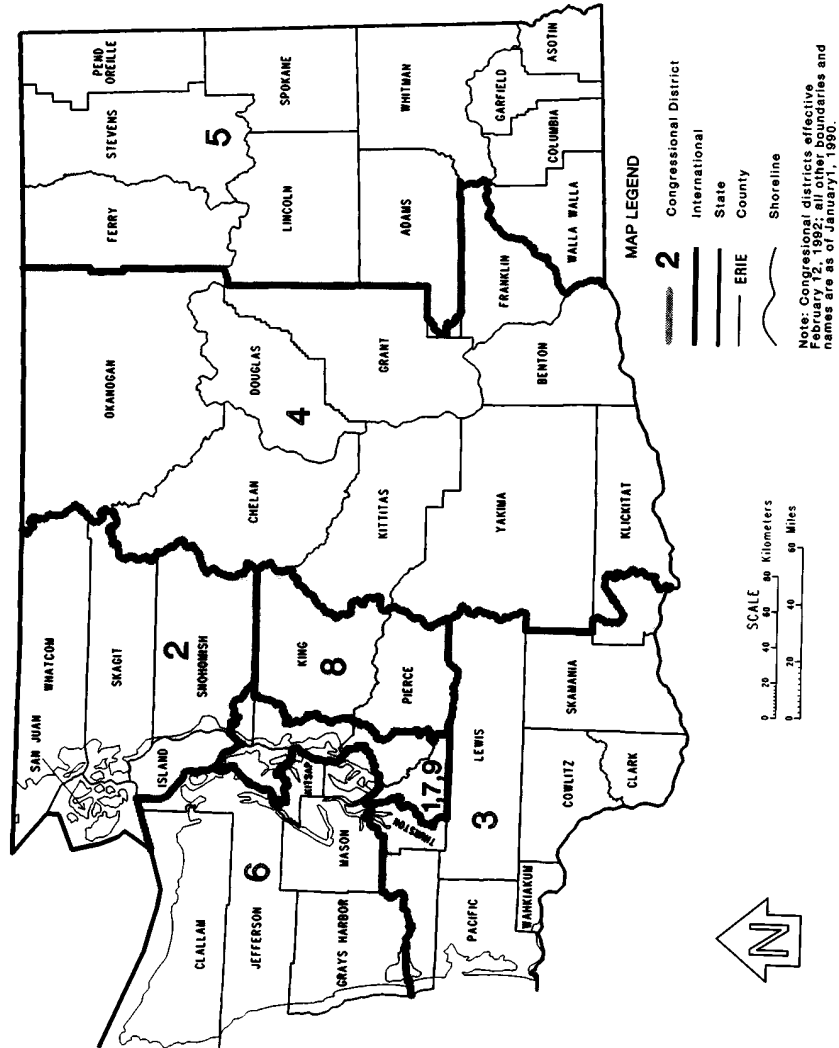 SAN JUAN
WHATCOM
SKAGIT
ISLAND
2
SNOHOMISH
CLALLAM
6
JEFFERSON
KITSAP
KING
8
MASON
GRAYS HARBOR
PIERCE
1,7,9
THURSTON
LEWIS
3
PACIFIC
WAHKIAKUM
COWLITZ
SKAMANIA
CLARK
OKANOGAN
CHELAN
DOUGLAS
4
GRANT
KITTITAS
YAKIMA
BENTON
KLICKITAT
FERRY
STEVENS
PEND
OREILLE
5
LINCOLN
SPOKANE
ADAMS
WHITMAN
FRANKLIN
WALLA WALLA
COLUMBIA
GARFIELD
ASOTIN
N
SCALE
0 20 40 60 80 Kilometers
0 20 40 60 Miles
MAP LEGEND
2 Congressional District
International
State
ERIE County
Shoreline
Note: Congresional districts effective
February 12, 1992; all other boundaries and
names are as of January1, 1990.